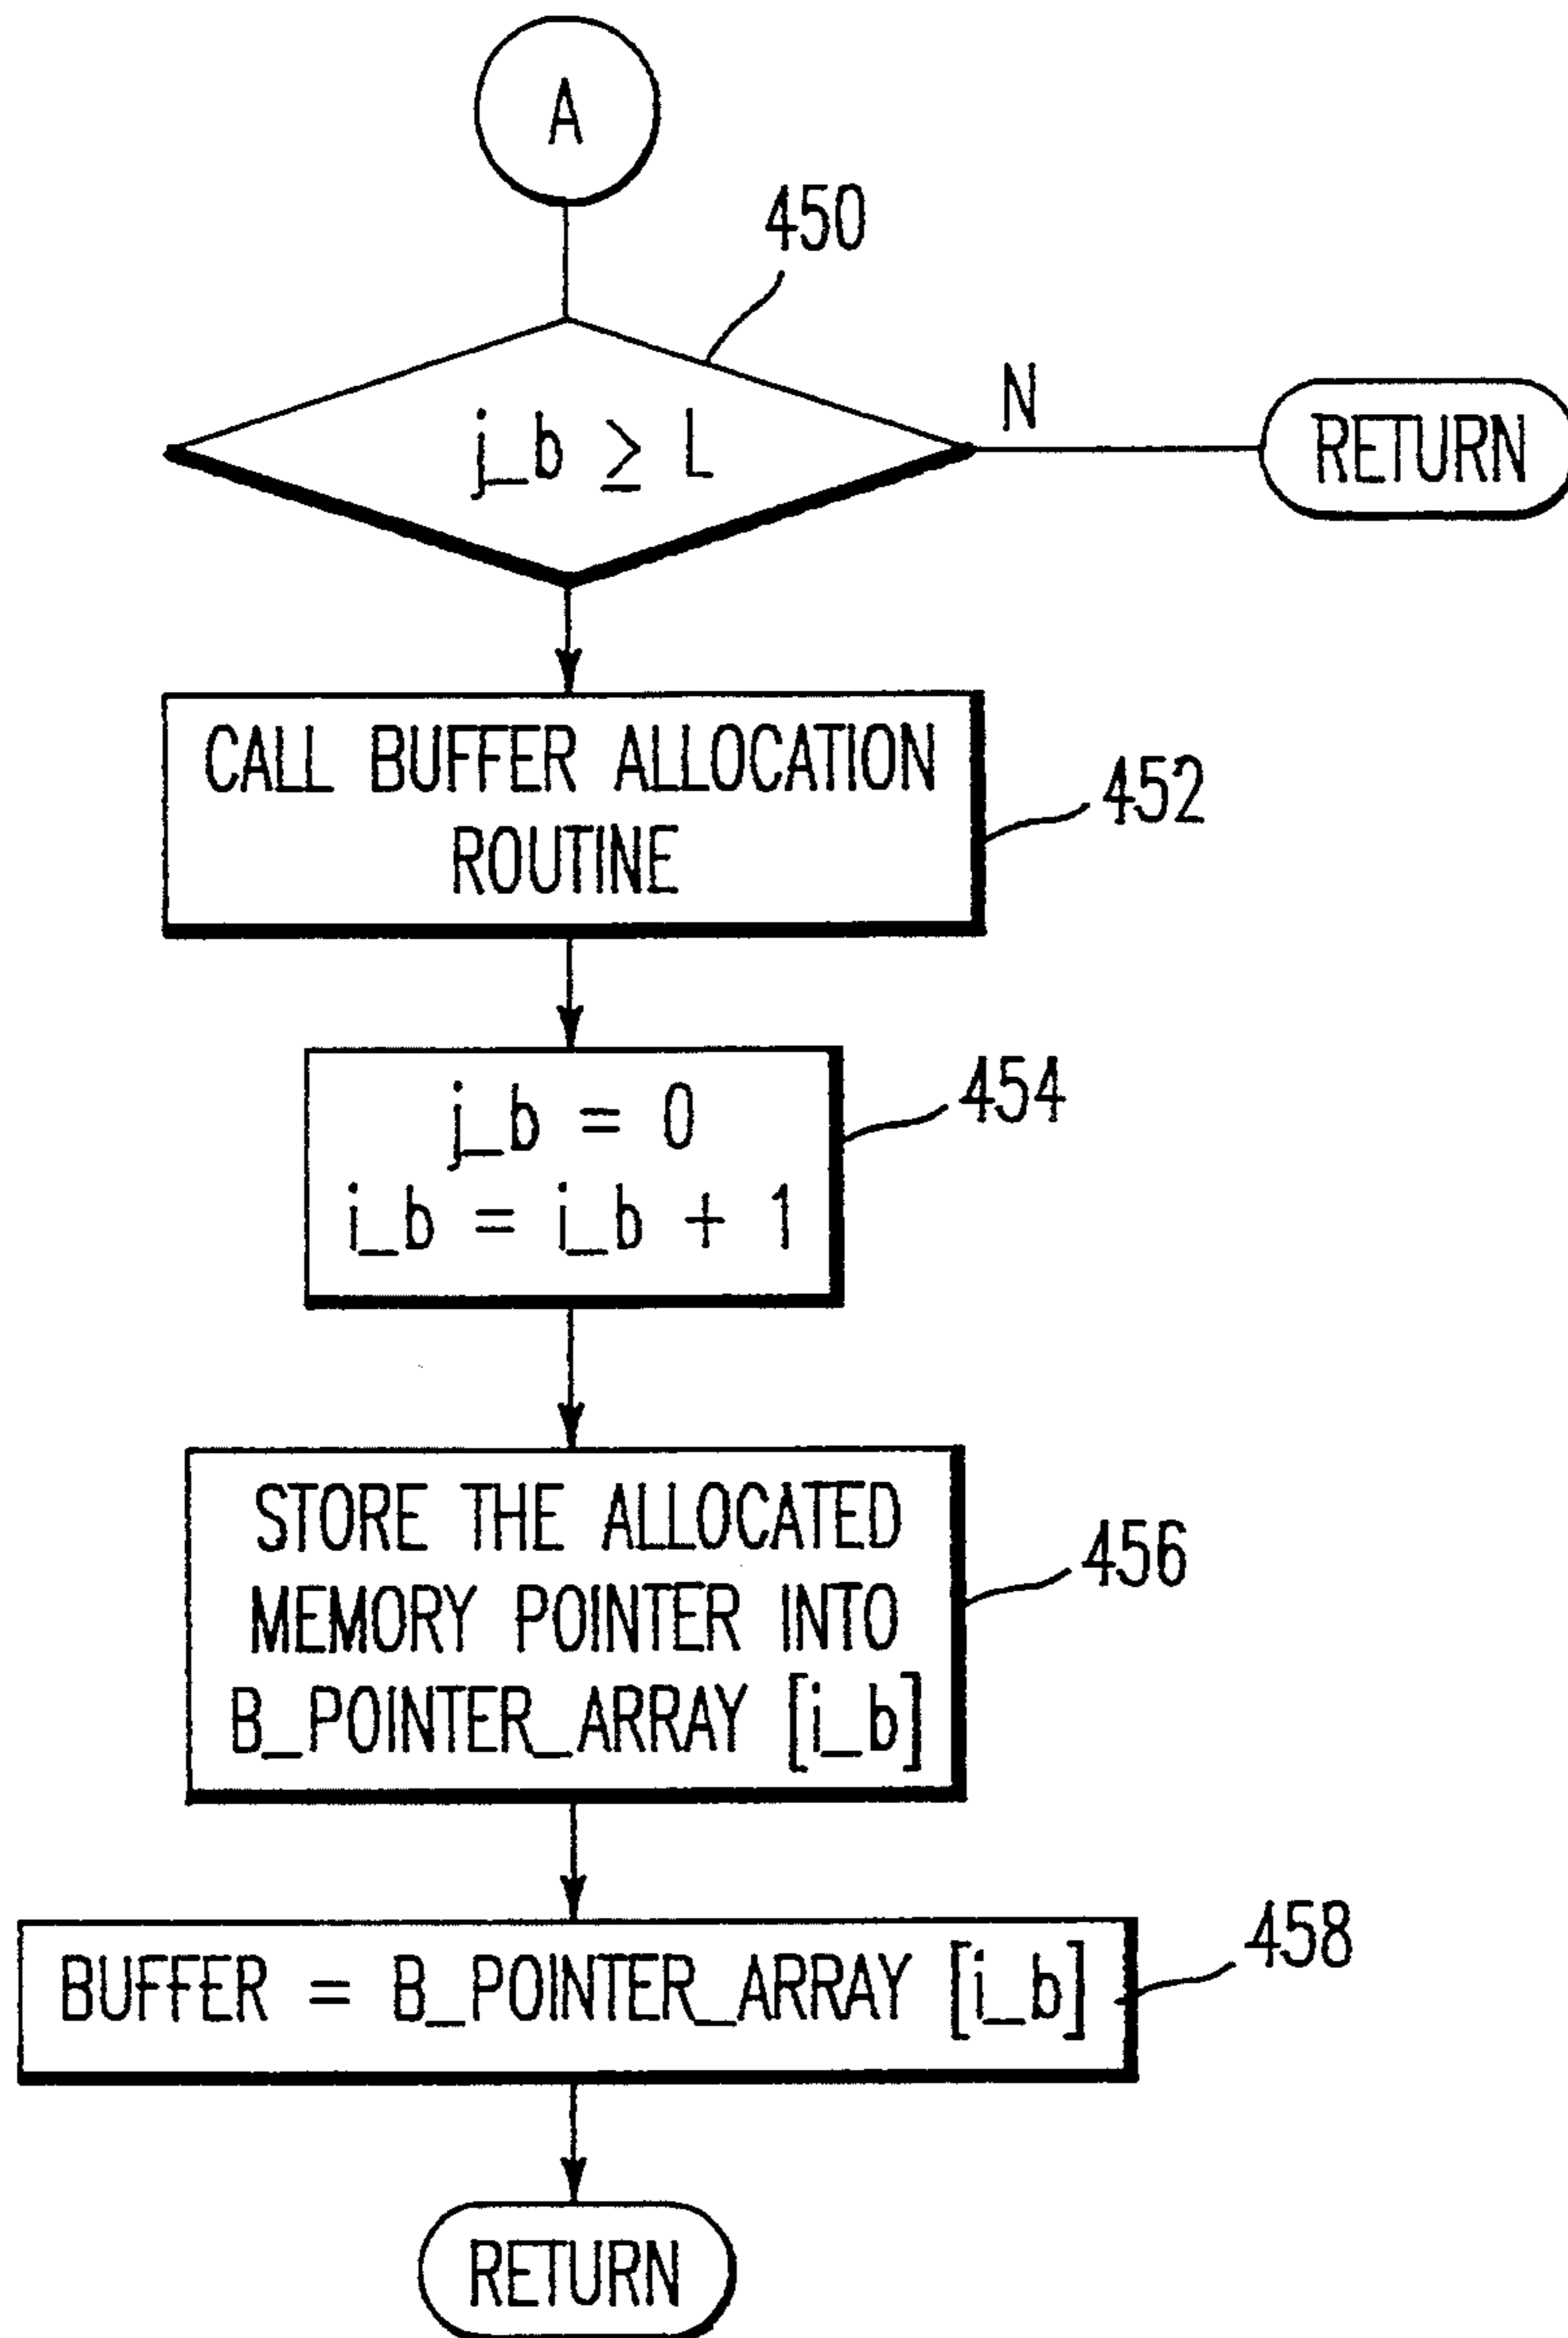 A
450
j_b ≥ L
N
RETURN
CALL BUFFER ALLOCATION
ROUTINE
452
j_b = 0
i_b = i_b + 1
454
STORE THE ALLOCATED
MEMORY POINTER INTO
B_POINTER_ARRAY [i_b]
456
BUFFER = B_POINTER_ARRAY [i_b]
458
RETURN